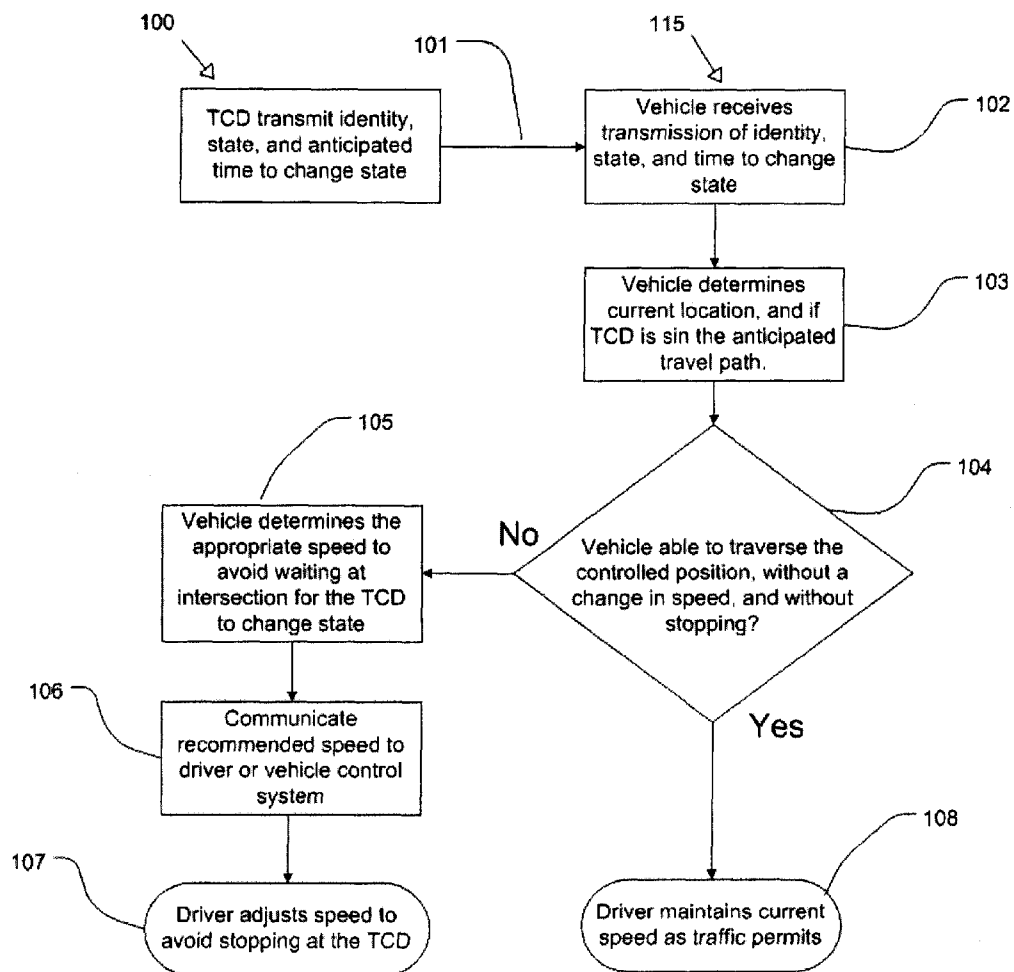 100
101
115
TCD transmit identity,
state, and anticipated
time to change state
Vehicle receives
transmission of identity,
state, and time to change
state
102
Vehicle determines
current location, and if
TCD is sin the anticipated
travel path.
103
104
Vehicle able to traverse the
controlled position, without a
change in speed, and without
stopping?
No
Yes
105
Vehicle determines the
appropriate speed to
avoid waiting at
intersection for the TCD
to change state
106
Communicate
recommended speed to
driver or vehicle control
system
107
Driver adjusts speed to
avoid stopping at the TCD
108
Driver maintains current
speed as traffic permits